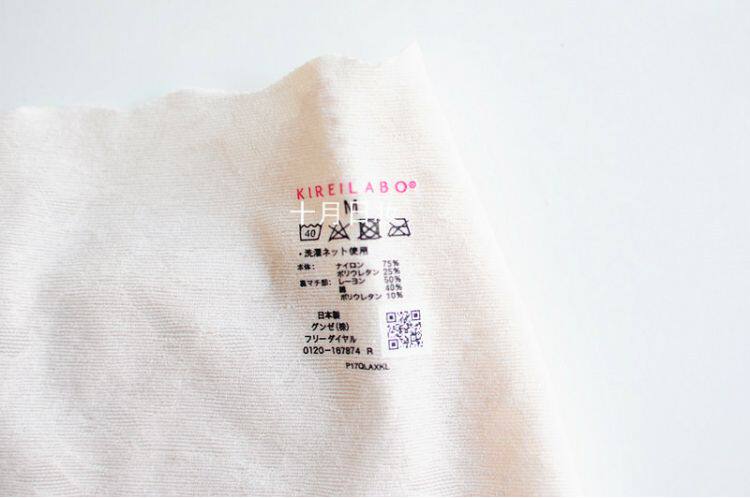 KIREILABO®
M
40
・洗濯ネット使用
本体: ナイロン 75%
ポリウレタン 25%
裏マチ部: レーヨン 50%
綿 40%
ポリウレタン 10%
日本製
グンゼ(株)
フリーダイヤル
0120-167874 R
P17QLAXKL